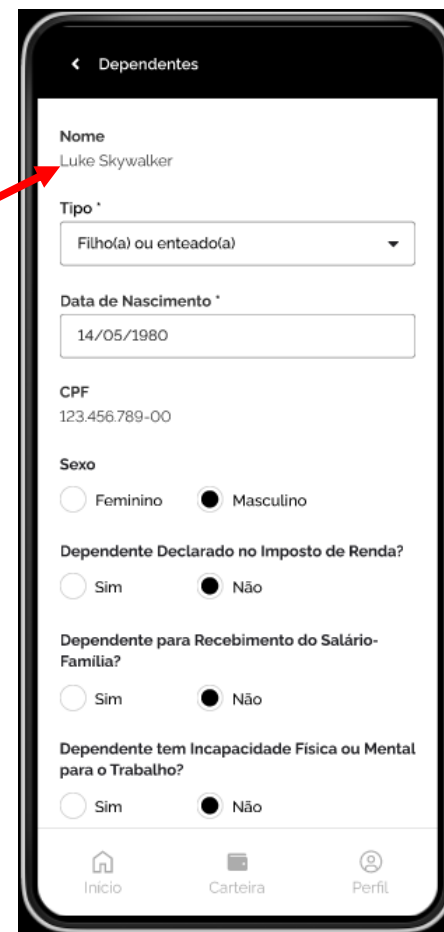 Dependentes
Nome
Luke Skywalker
Tipo *
Filho(a) ou enteado(a)
Data de Nascimento *
14/05/1980
CPF
123.456.789-00
Sexo
Feminino Masculino
Dependente Declarado no Imposto de Renda?
Sim Não
Dependente para Recebimento do Salário-
Família?
Sim Não
Dependente tem Incapacidade Física ou Mental
para o Trabalho?
Sim Não
Início Carteira Perfil